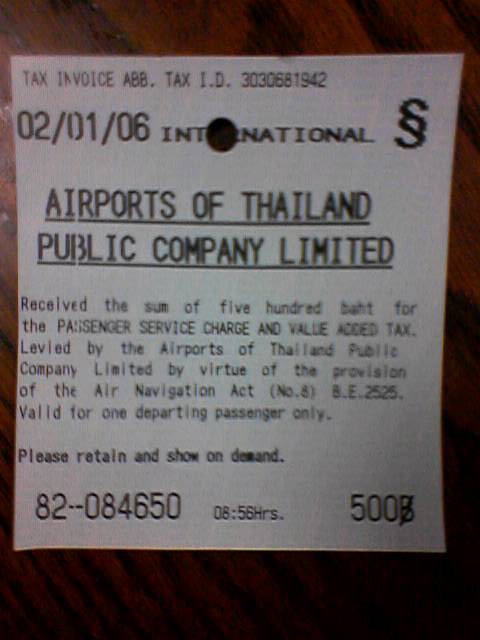 TAX INVOICE ABB. TAX I.D. 3030681942
02/01/06 INTERNATIONAL §
AIRPORTS OF THAILAND
PUBLIC COMPANY LIMITED
Received the sum of five hundred baht for
the PASSENGER SERVICE CHARGE AND VALUE ADDED TAX.
Levied by the Airports of Thailand Public
Company Limited by virtue of the provision
of the Air Navigation Act (No.8) B.E.2525.
Valid for one departing passenger only.
Please retain and show on demand.
82--084650 08:56Hrs. 500฿